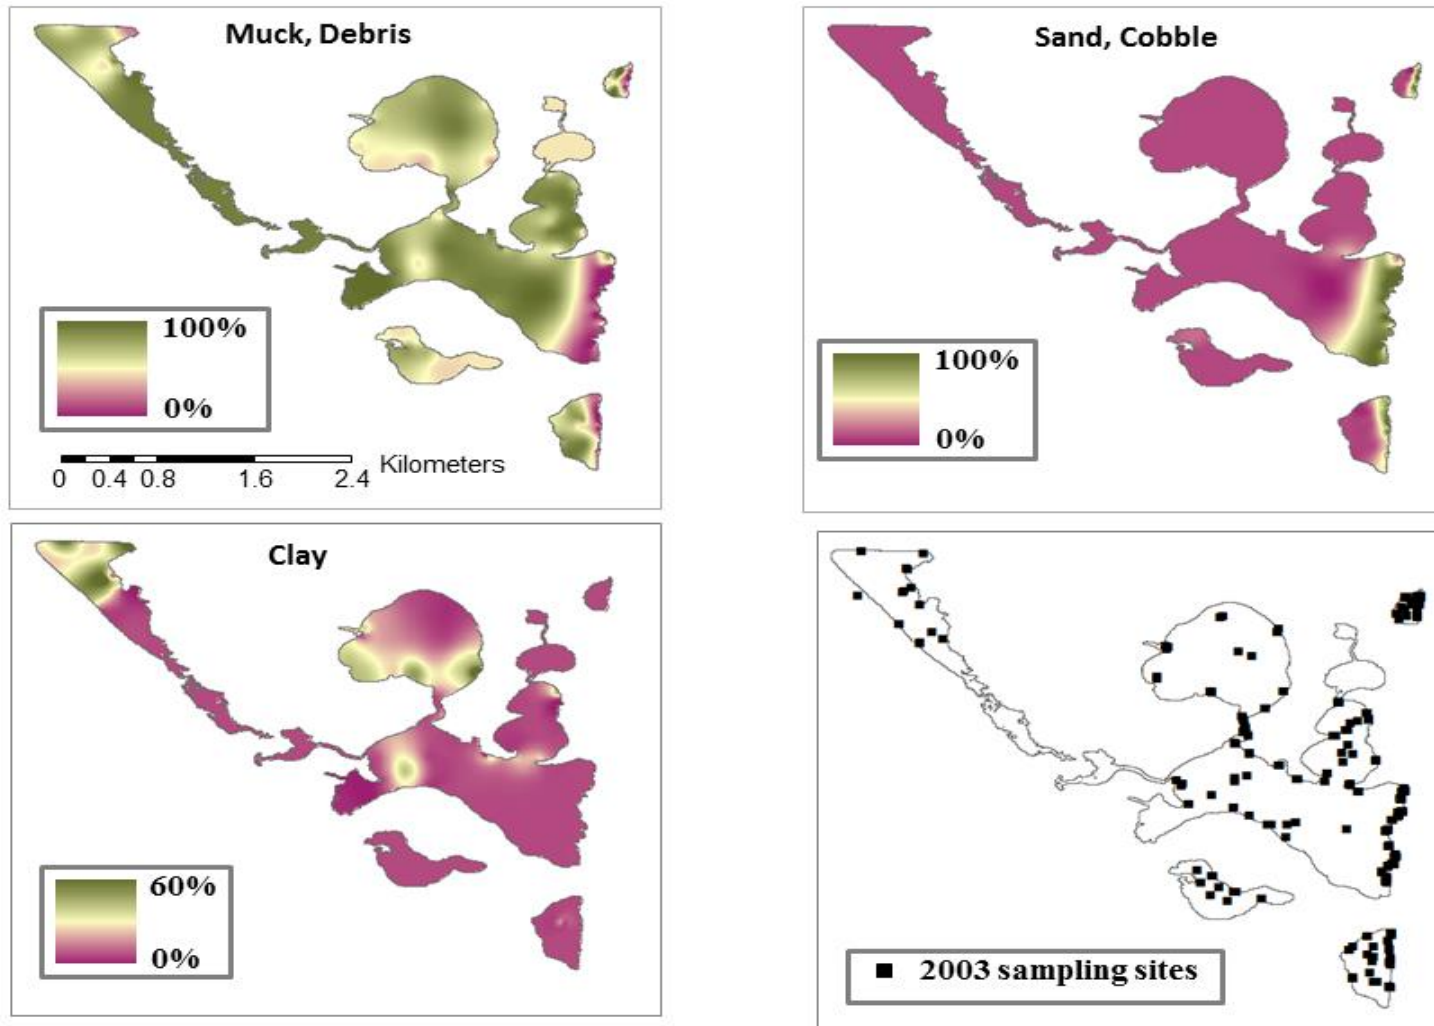 Muck, Debris
100%
0%
0 0.4 0.8 1.6 2.4 Kilometers
Sand, Cobble
100%
0%
Clay
60%
0%
2003 sampling sites